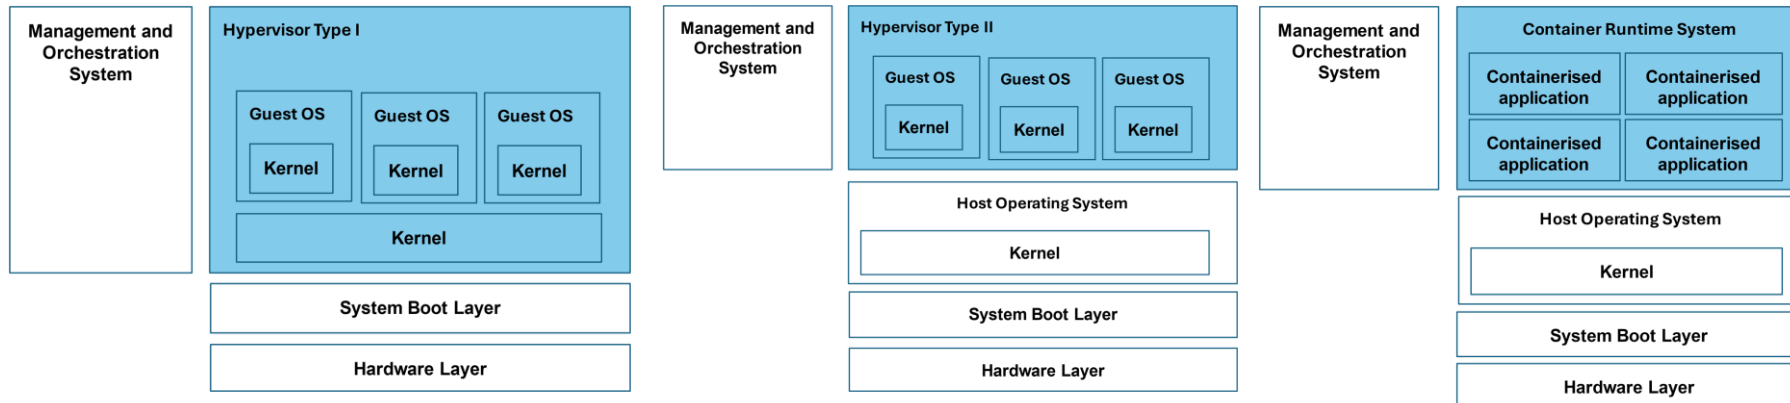 Management and
Orchestration
System
Hypervisor Type I
Guest OS
Kernel
Guest OS
Kernel
Guest OS
Kernel
Kernel
System Boot Layer
Hardware Layer
Management and
Orchestration
System
Hypervisor Type II
Guest OS
Kernel
Guest OS
Kernel
Guest OS
Kernel
Host Operating System
Kernel
System Boot Layer
Hardware Layer
Management and
Orchestration
System
Container Runtime System
Containerised
application
Containerised
application
Containerised
application
Containerised
application
Host Operating System
Kernel
System Boot Layer
Hardware Layer